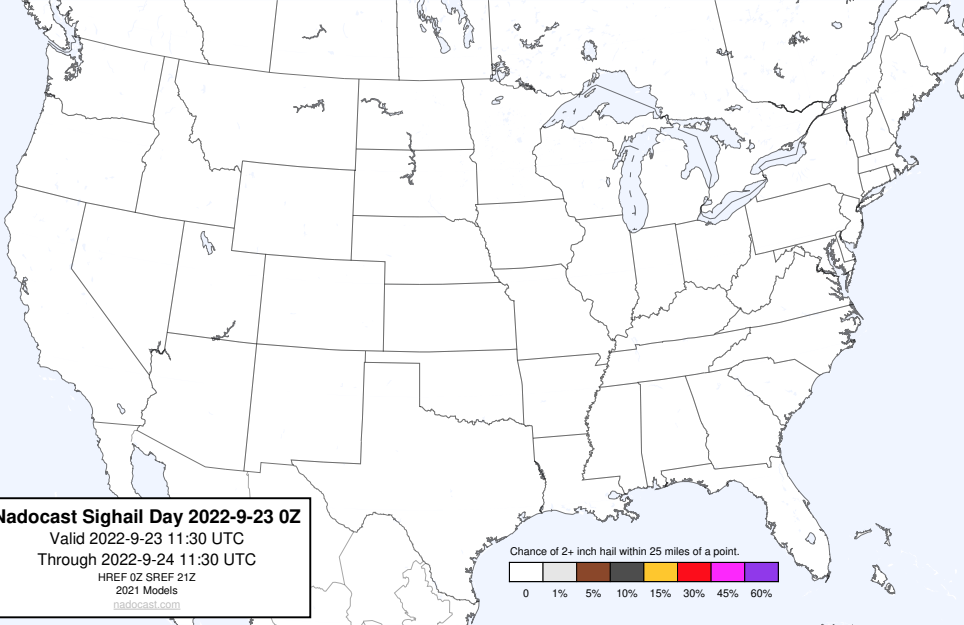 Nadocast Sighail Day 2022-9-23 0Z
Valid 2022-9-23 11:30 UTC
Through 2022-9-24 11:30 UTC
HREF 0Z SREF 21Z
2021 Models
nadocast.com
Chance of 2+ inch hail within 25 miles of a point.
0 1% 5% 10% 15% 30% 45% 60%